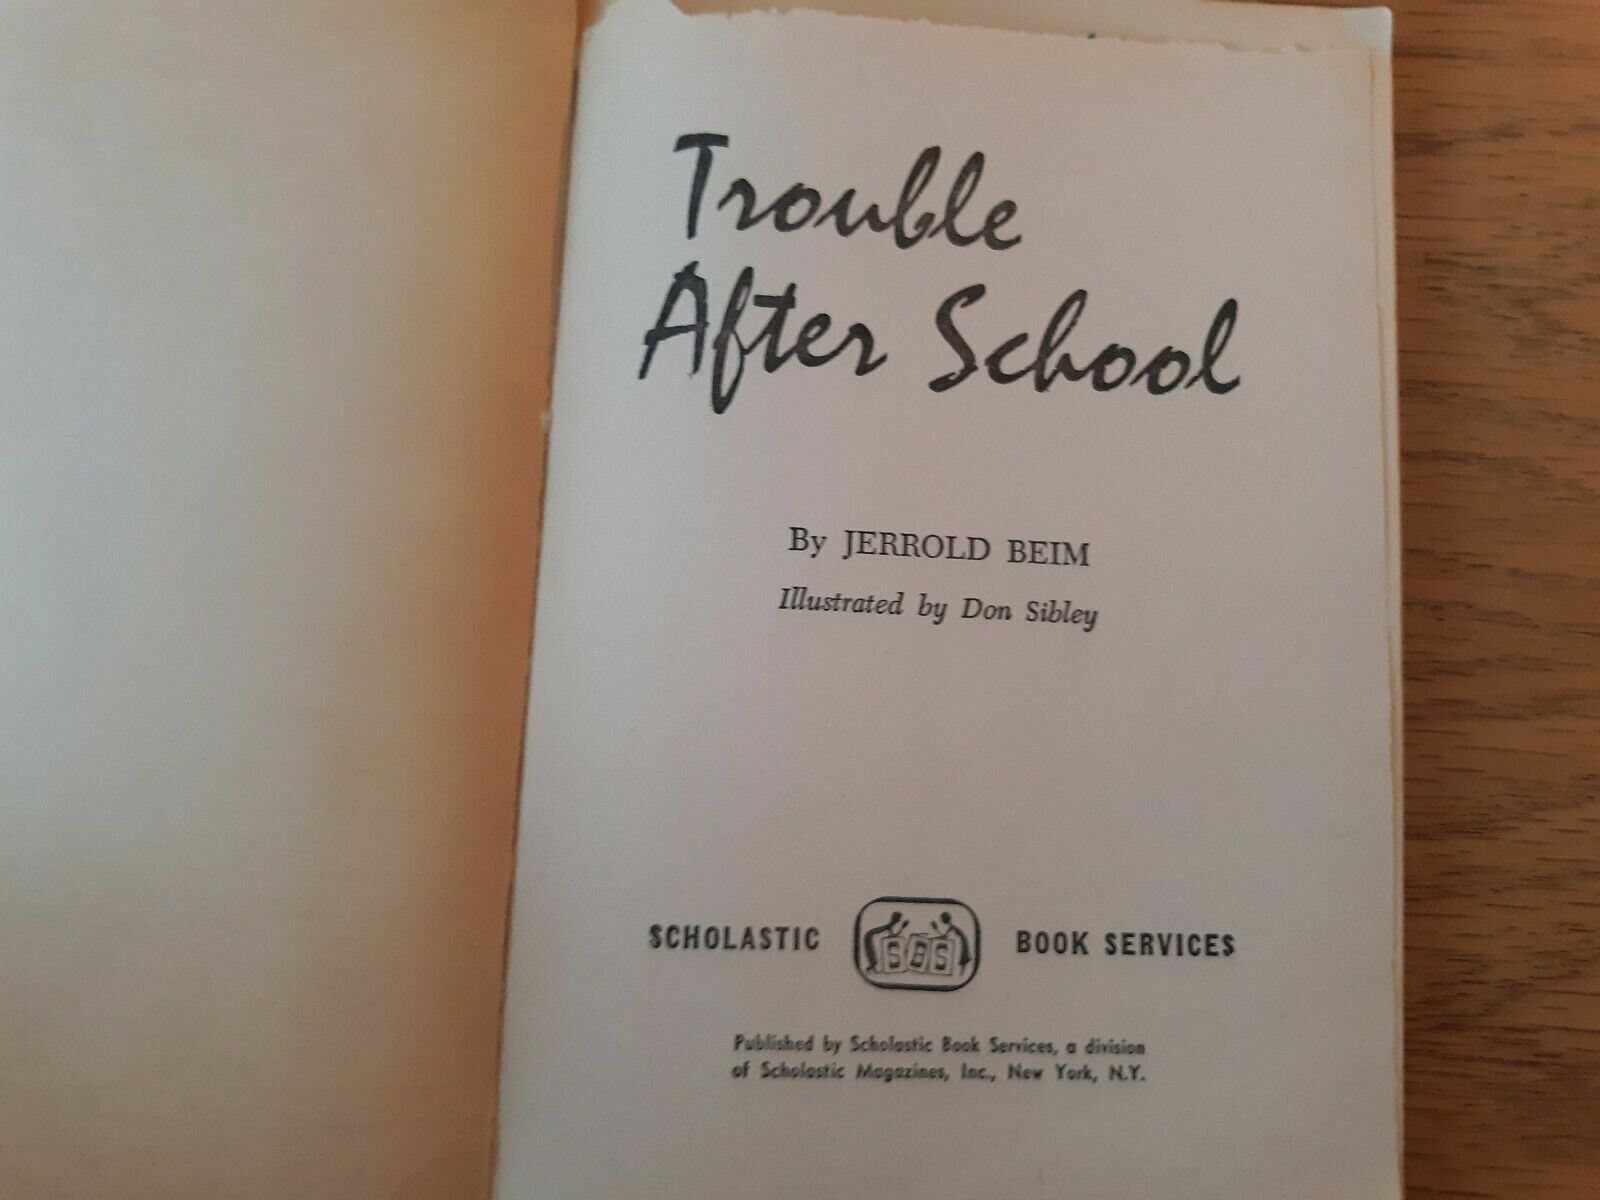 Trouble
After School
By JERROLD BEIM
Illustrated by Don Sibley
SCHOLASTIC SBS BOOK SERVICES
Published by Scholastic Book Services, a division
of Scholastic Magazines, Inc., New York, N.Y.